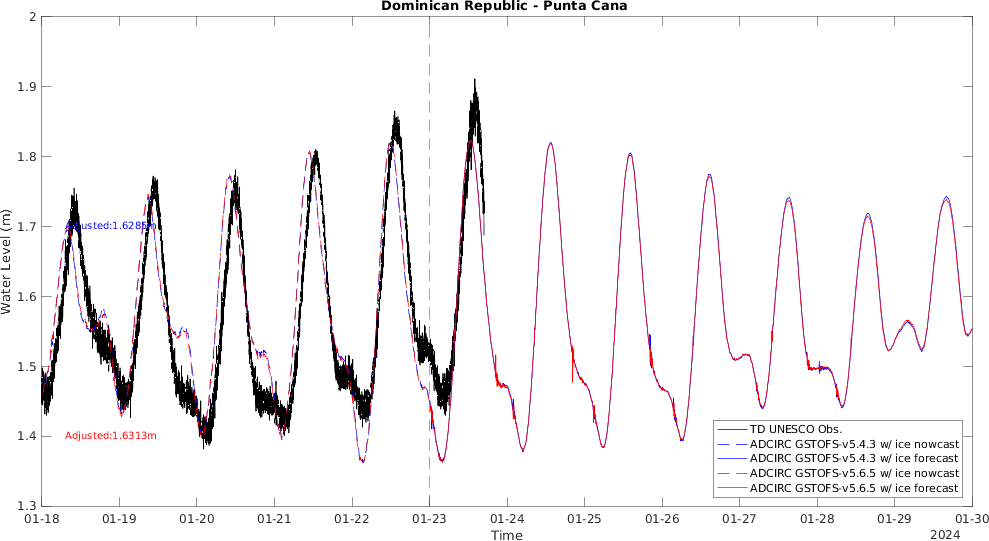 Dominican Republic - Punta Cana
Water Level (m)
2
1.9
1.8
1.7
1.6
1.5
1.4
1.3
Adjusted:1.6285m
Adjusted:1.6313m
TD UNESCO Obs.
ADCIRC GSTOFS-v5.4.3 w/ ice nowcast
ADCIRC GSTOFS-v5.4.3 w/ ice forecast
ADCIRC GSTOFS-v5.6.5 w/ ice nowcast
ADCIRC GSTOFS-v5.6.5 w/ ice forecast
01-18 01-19 01-20 01-21 01-22 01-23 01-24 01-25 01-26 01-27 01-28 01-29 01-30
Time
2024